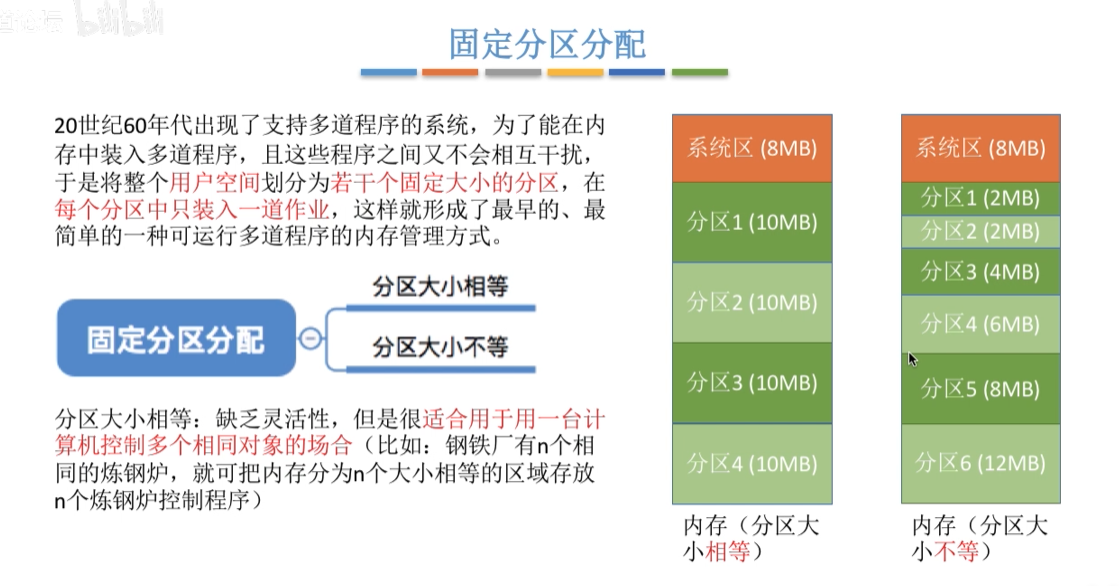 bilibili
固定分区分配
20世纪60年代出现了支持多道程序的系统，为了能在内
存中装入多道程序，且这些程序之间又不会相互干扰，
于是将整个用户空间划分为若干个固定大小的分区，在
每个分区中只装入一道作业，这样就形成了最早的、最
简单的一种可运行多道程序的内存管理方式。
固定分区分配
分区大小相等
分区大小不等
分区大小相等：缺乏灵活性，但是很适合用于用一台计
算机控制多个相同对象的场合（比如：钢铁厂有n个相
同的炼钢炉，就可把内存分为n个大小相等的区域存放
n个炼钢炉控制程序）
系统区 (8MB)
分区1 (10MB)
分区2 (10MB)
分区3 (10MB)
分区4 (10MB)
内存（分区大
小相等）
系统区 (8MB)
分区1 (2MB)
分区2 (2MB)
分区3 (4MB)
分区4 (6MB)
分区5 (8MB)
分区6 (12MB)
内存（分区大
小不等）